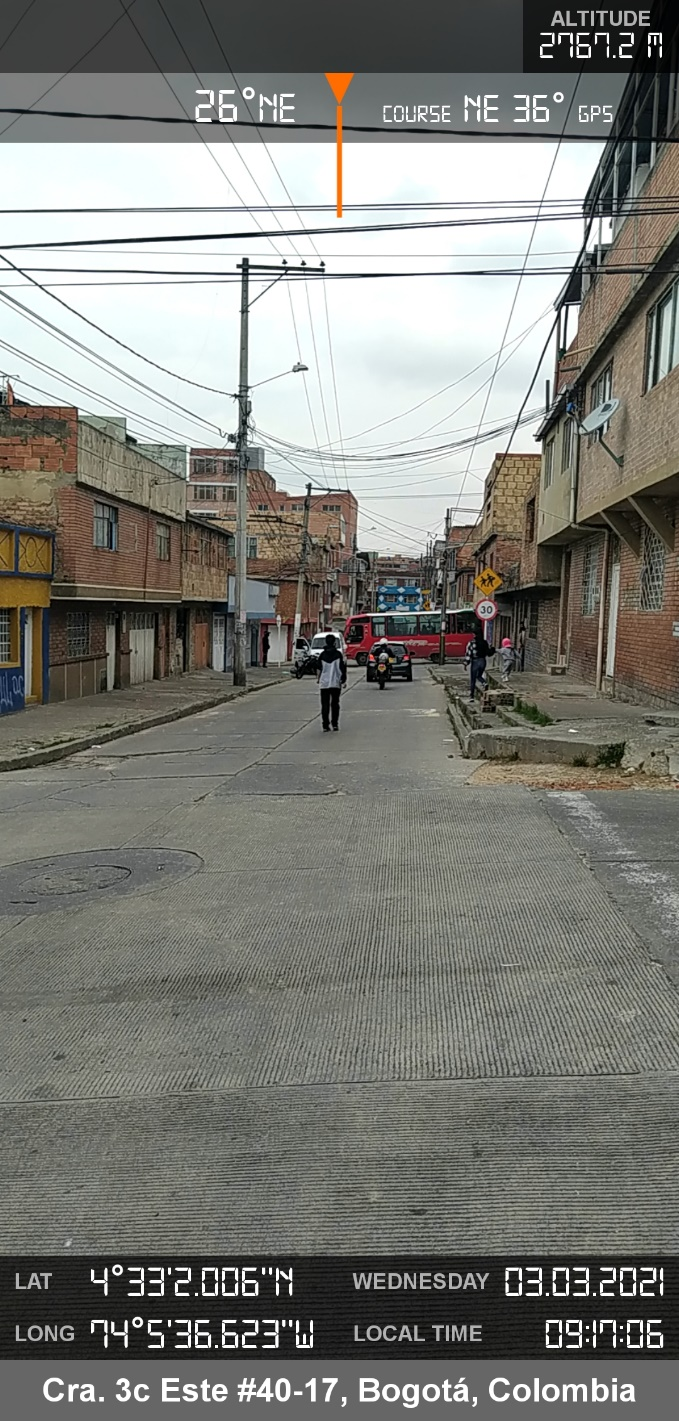 ALTITUDE
2767.2 M
26°NE
COURSE NE 36° GPS
30
LAT 4°33'2.006"N WEDNESDAY 03.03.2021
LONG 74°5'36.623"W LOCAL TIME 09:17:06
Cra. 3c Este #40-17, Bogotá, Colombia